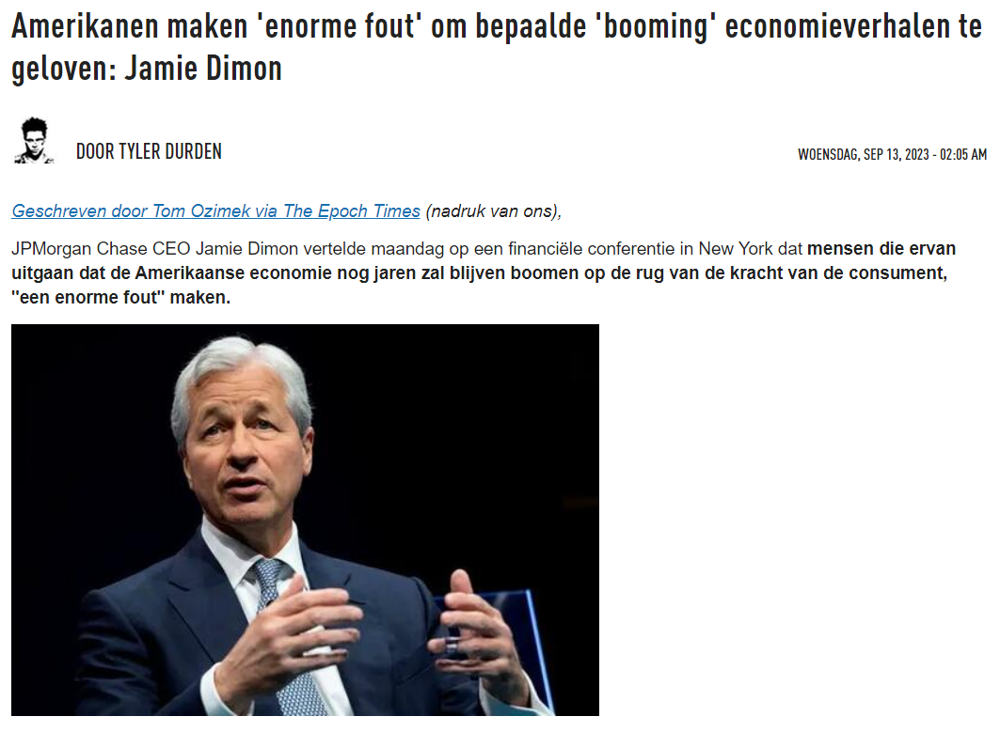 Amerikanen maken 'enorme fout' om bepaalde 'booming' economieverhalen te
geloven: Jamie Dimon
DOOR TYLER DURDEN
WOENSDAG, SEP 13, 2023 - 02:05 AM
Geschreven door Tom Ozimek via The Epoch Times (nadruk van ons),
JPMorgan Chase CEO Jamie Dimon vertelde maandag op een financiële conferentie in New York dat mensen die ervan
uitgaan dat de Amerikaanse economie nog jaren zal blijven boomen op de rug van de kracht van de consument,
"een enorme fout" maken.